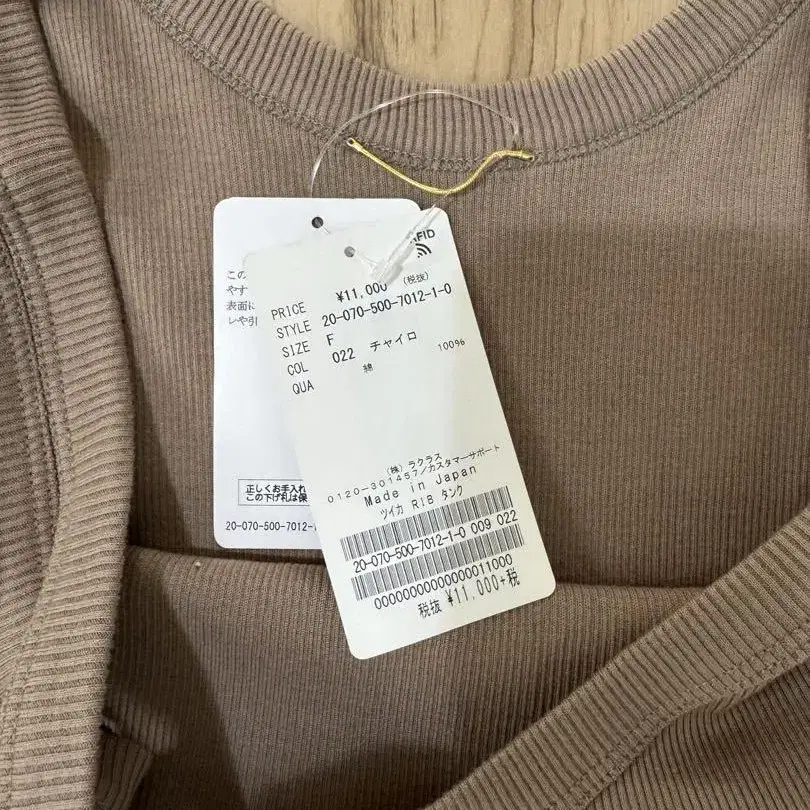 RFID
この
やす
表面に
レや引
PRICE ¥11,000 (税抜)
STYLE 20-070-500-7012-1-0
SIZE F
COL 022 チャイロ
QUA 綿 100%
(株) ラクラス
0120-301457/カスタマーサポート
Made in Japan
ツイカ RIB タンク
20-070-500-7012-1-0 009 022
00000000000000011000
税抜 ¥11,000+税
正しくお手入れ
この下げ札は保
20-070-500-7012-